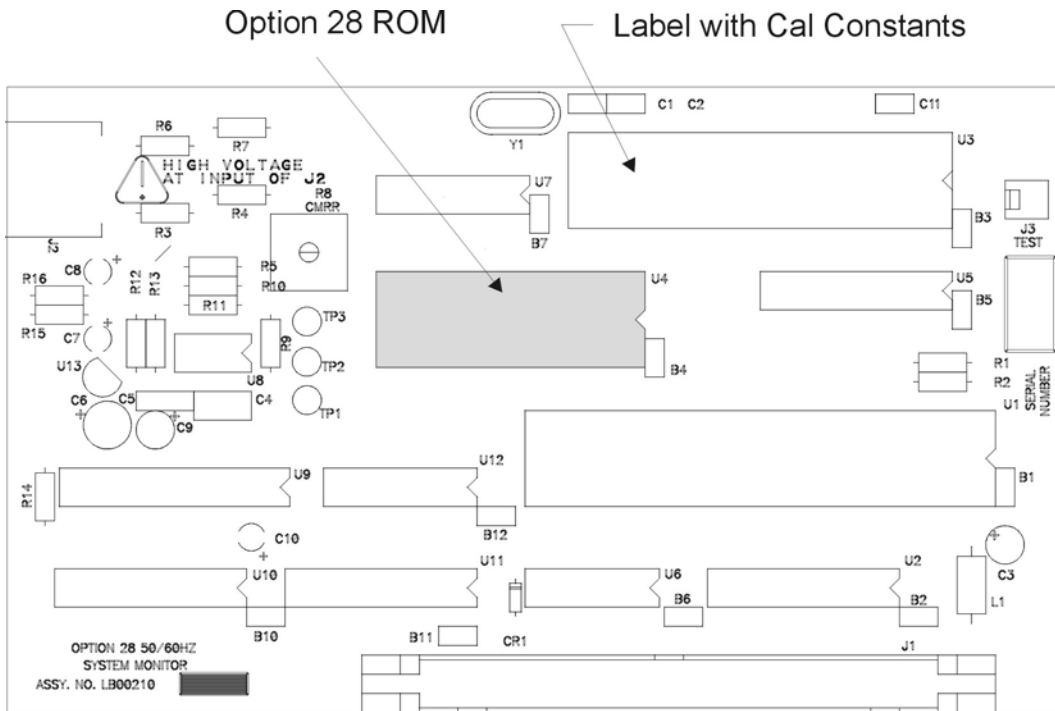 Option 28 ROM
Label with Cal Constants
C1
C2
C11
R6
R7
Y1
U3
HIGH VOLTAGE
AT INPUT OF J2
U7
R8
CMRR
R4
R3
B7
B3
J3
TEST
J2
C8
R12
R13
R5
R10
R11
R16
R15
U4
U5
B5
TP3
C7
R9
U13
U8
TP2
B4
R1
R2
SERIAL
NUMBER
C6
C5
C4
C9
TP1
U1
U9
U12
R14
B1
B12
C10
U10
U11
U6
U2
C3
B10
B11
CR1
B6
B2
L1
OPTION 28 50/60HZ
SYSTEM MONITOR
ASSY. NO. LB00210
J1